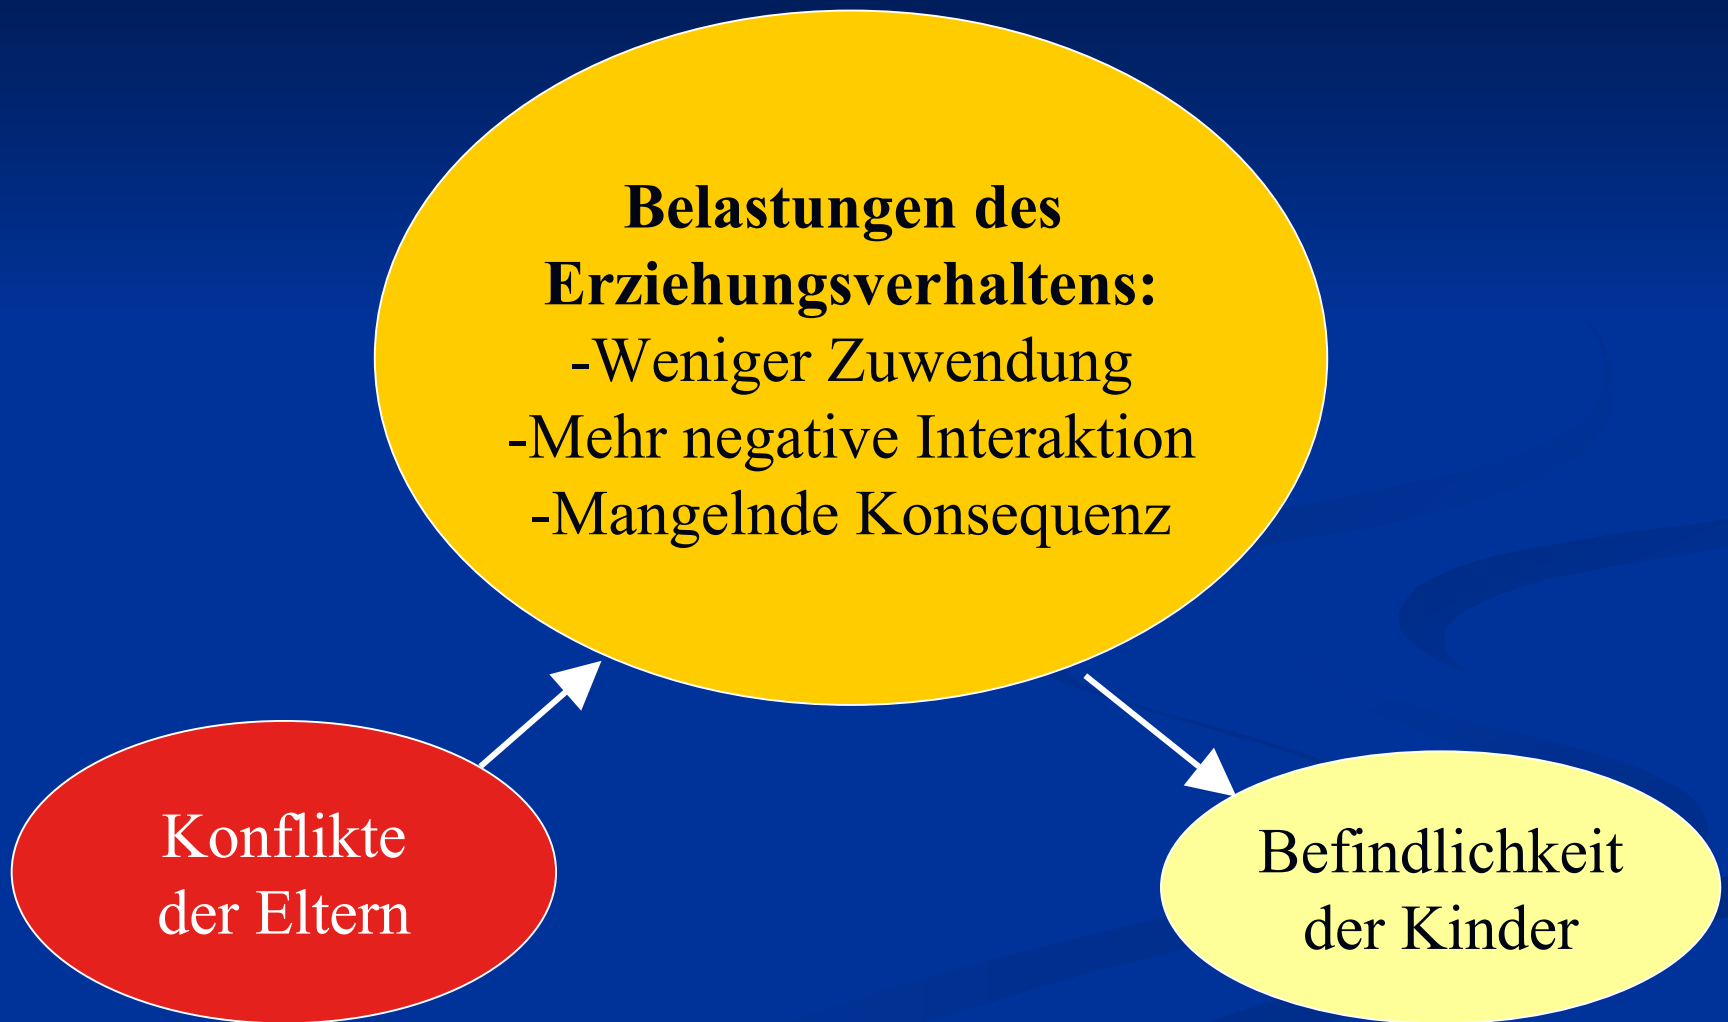 Belastungen des
Erziehungsverhaltens:
-Weniger Zuwendung
-Mehr negative Interaktion
-Mangelnde Konsequenz
Konflikte
der Eltern
Befindlichkeit
der Kinder